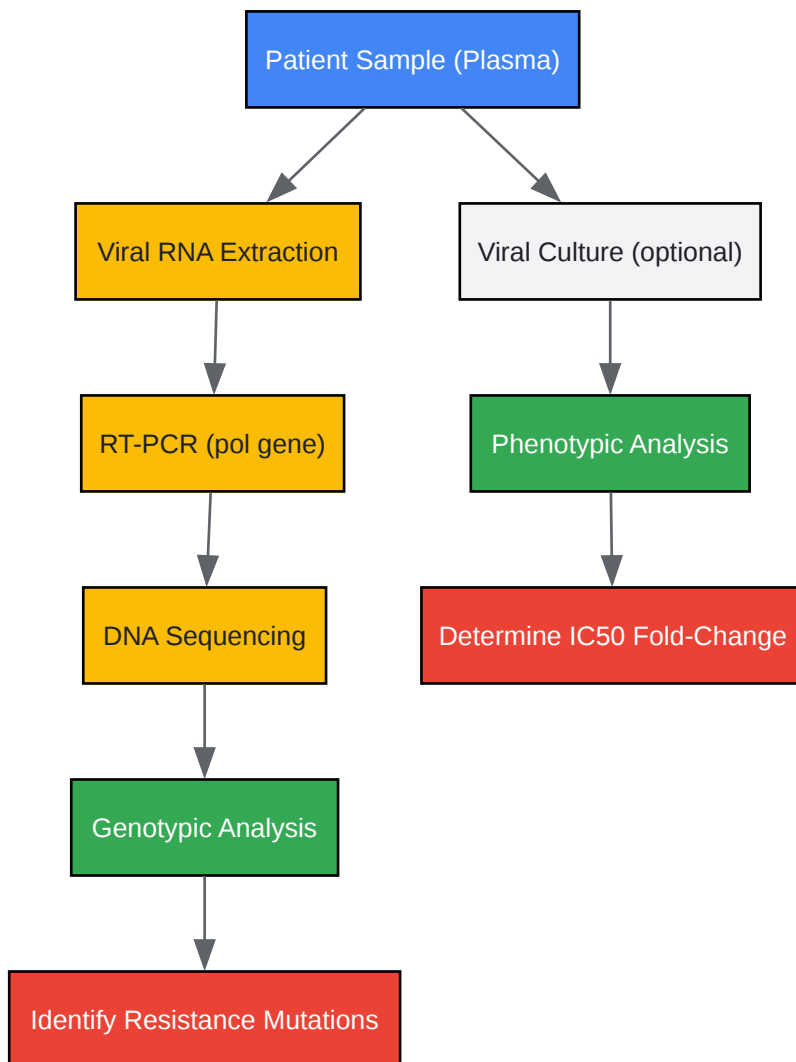 Patient Sample (Plasma)
Viral RNA Extraction
Viral Culture (optional)
RT-PCR (pol gene)
Phenotypic Analysis
DNA Sequencing
Determine IC50 Fold-Change
Genotypic Analysis
Identify Resistance Mutations